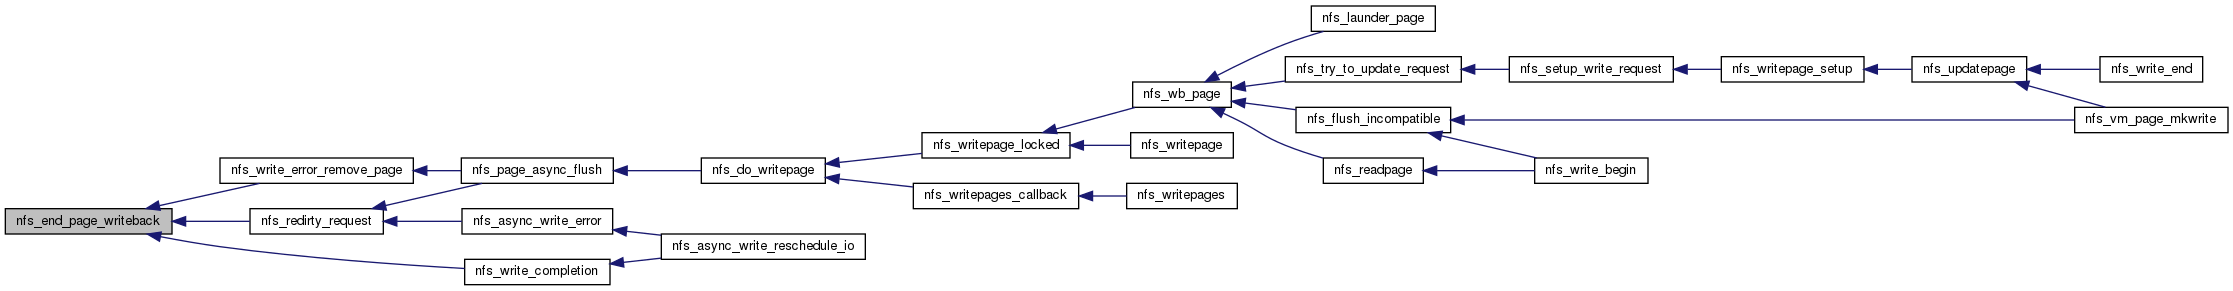 nfs_launder_page
nfs_try_to_update_request
nfs_setup_write_request
nfs_writepage_setup
nfs_updatepage
nfs_write_end
nfs_wb_page
nfs_flush_incompatible
nfs_vm_page_mkwrite
nfs_writepage_locked
nfs_writepage
nfs_write_error_remove_page
nfs_page_async_flush
nfs_do_writepage
nfs_readpage
nfs_write_begin
nfs_writepages_callback
nfs_writepages
nfs_end_page_writeback
nfs_redirty_request
nfs_async_write_error
nfs_async_write_reschedule_io
nfs_write_completion